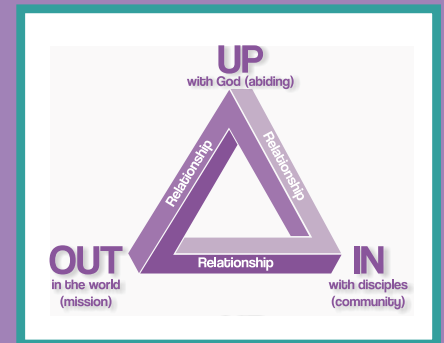 UP
with God (abiding)
Relationship
Relationship
Relationship
OUT
in the world
(mission)
IN
with disciples
(community)